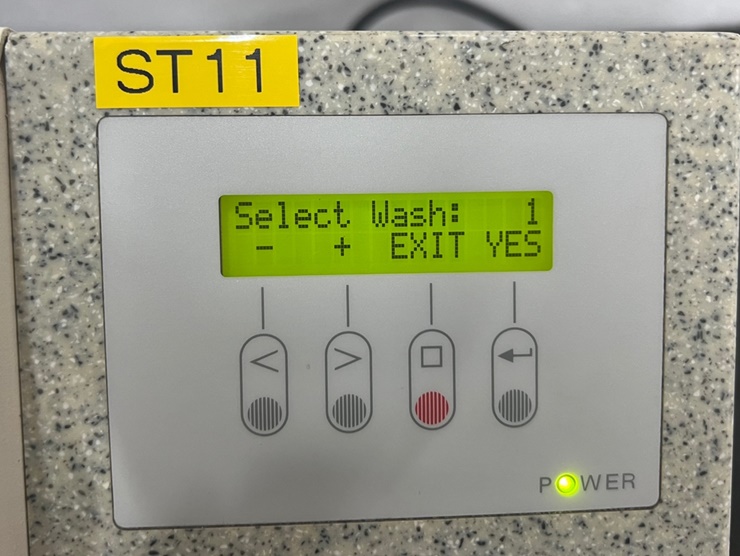 ST11
Select Wash: 1
- + EXIT YES
< >
POWER